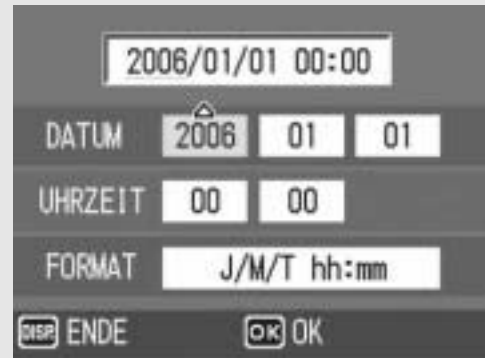 2006/01/01 00:00
DATUM 2006 01 01
UHRZEIT 00 00
FORMAT J/M/T hh:mm
DISP. ENDE OK OK